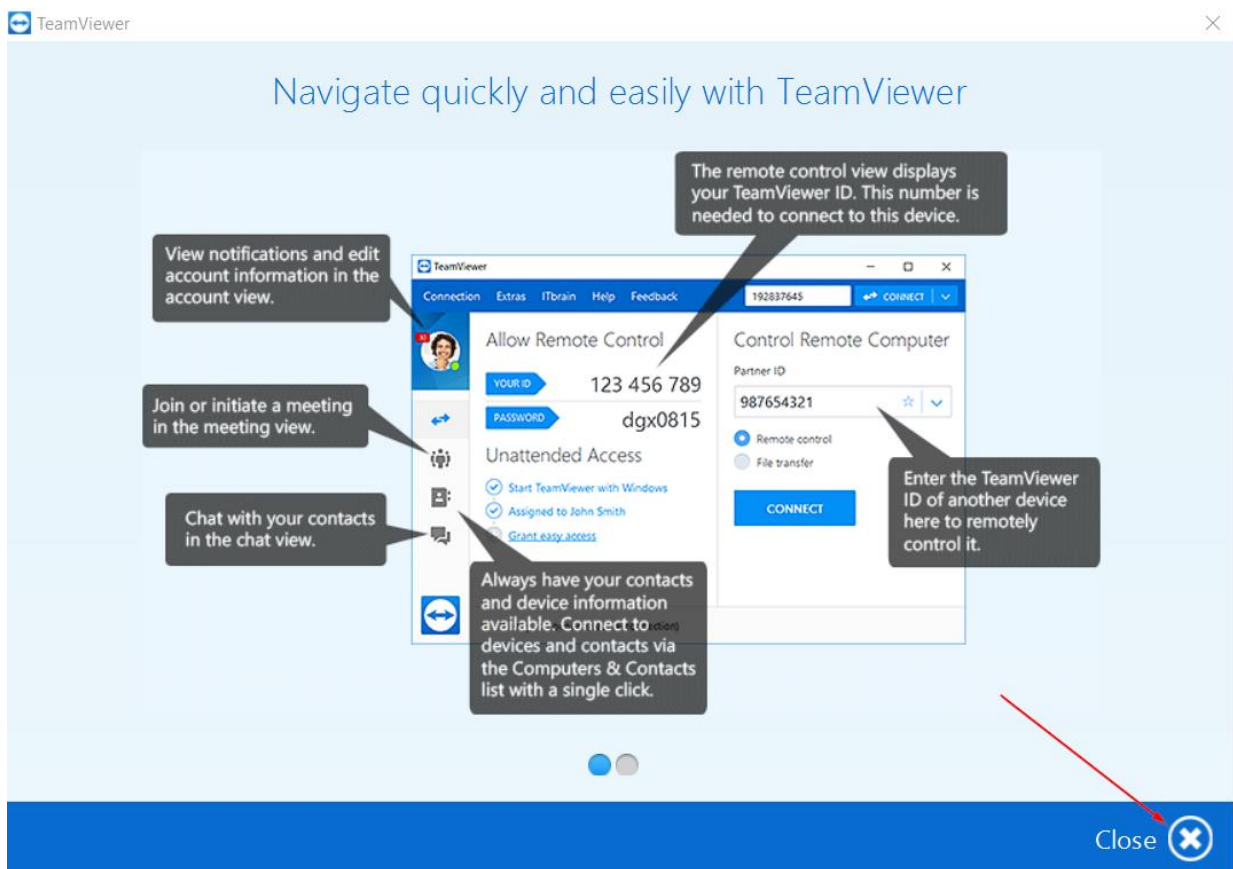 TeamViewer
Navigate quickly and easily with TeamViewer
The remote control view displays
your TeamViewer ID. This number is
needed to connect to this device.
View notifications and edit
account information in the
account view.
TeamViewer
Connection Extras ITbrain Help Feedback 192837645 CONNECT
Allow Remote Control
YOUR ID 123 456 789
PASSWORD dgx0815
Unattended Access
Start TeamViewer with Windows
Assigned to John Smith
Grant easy access
Control Remote Computer
Partner ID
987654321
Remote control
File transfer
CONNECT
Join or initiate a meeting
in the meeting view.
Chat with your contacts
in the chat view.
Enter the TeamViewer
ID of another device
here to remotely
control it.
Always have your contacts
and device information
available. Connect to
devices and contacts via
the Computers & Contacts
list with a single click.
Close